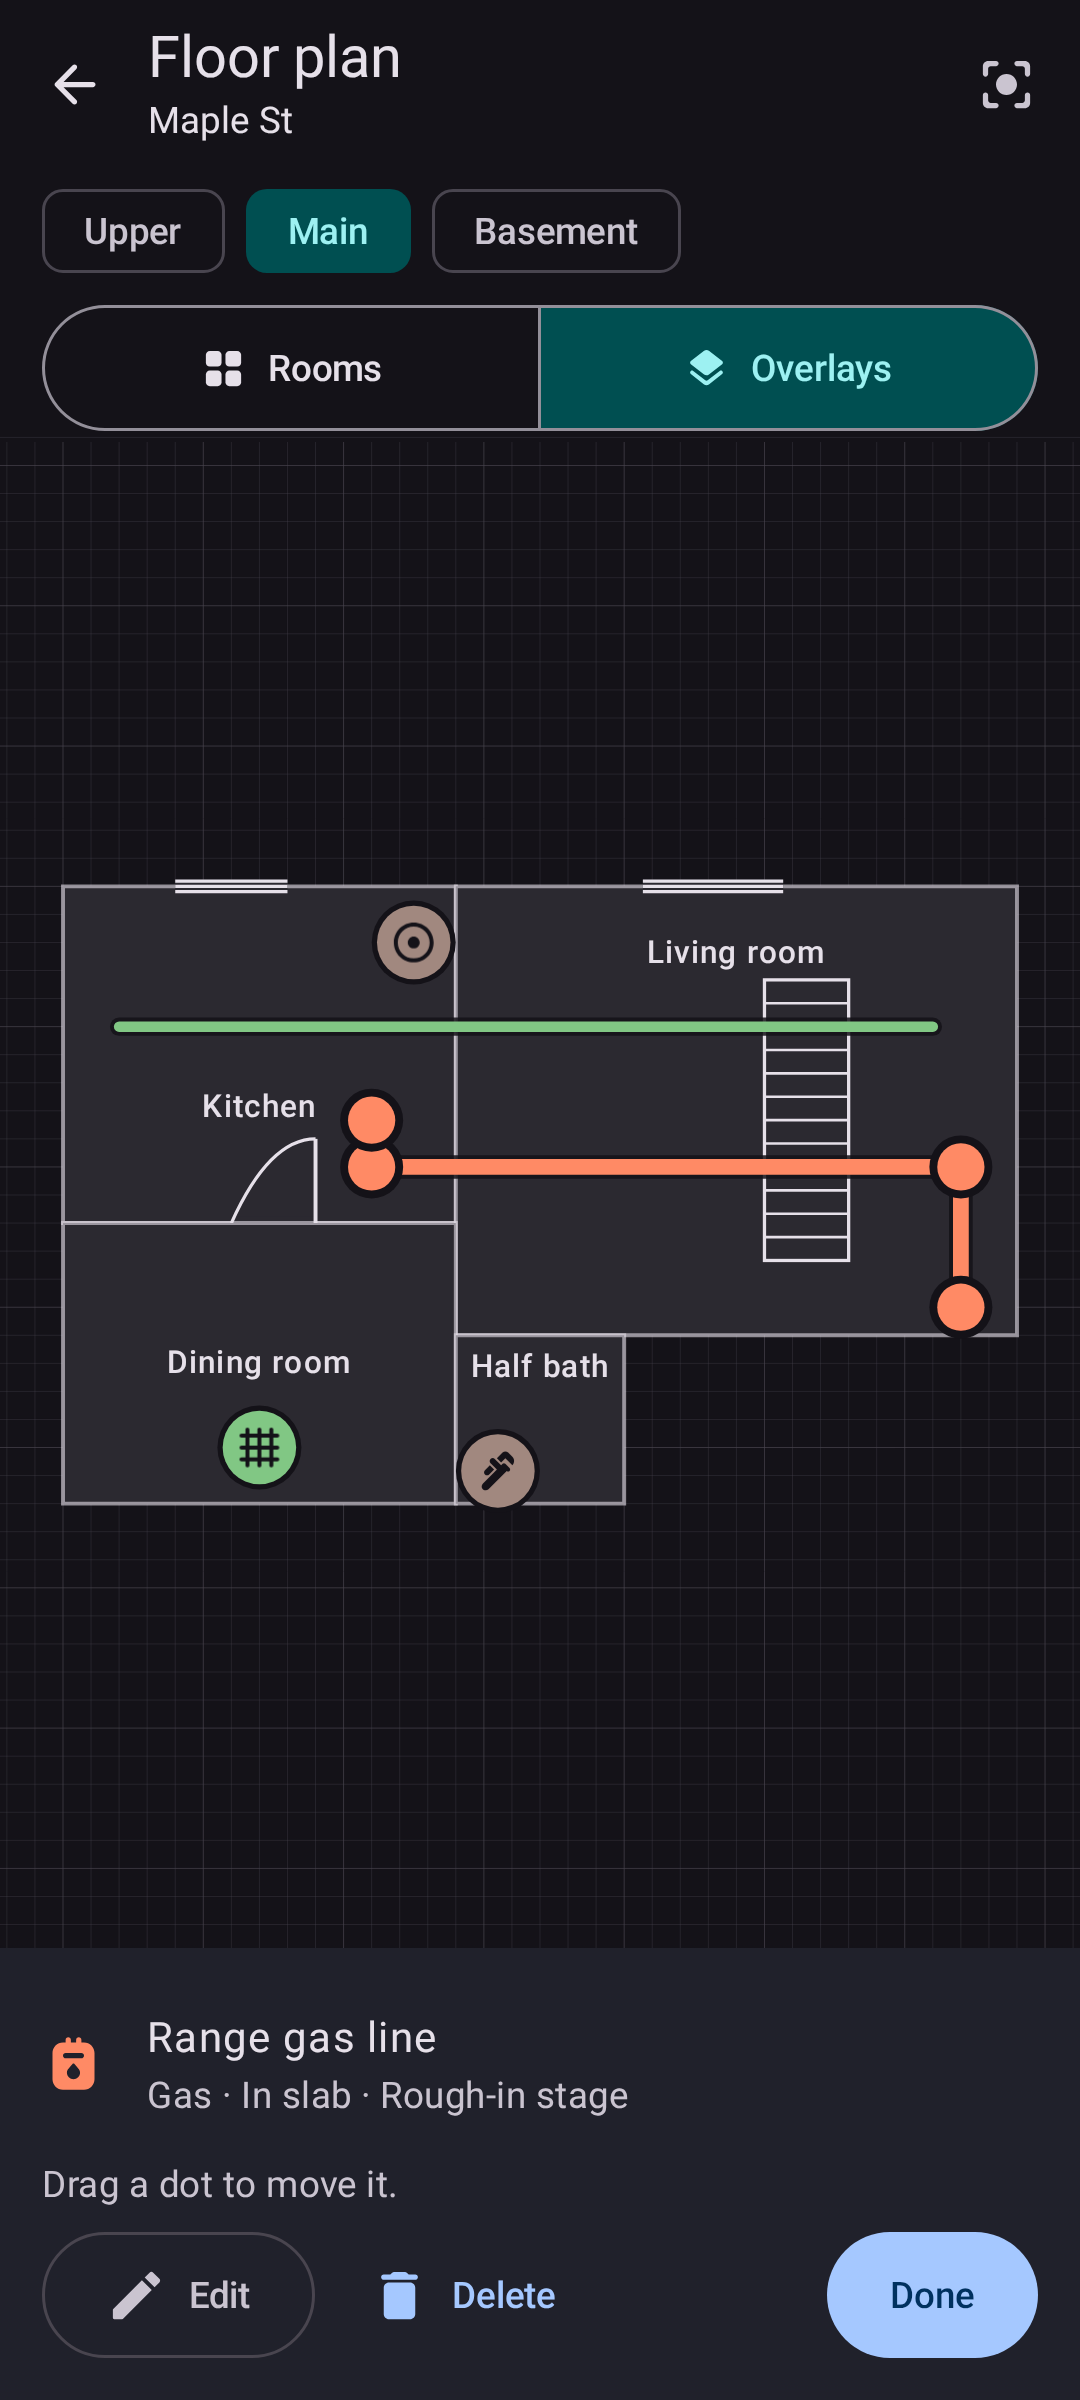 Floor plan
Maple St
Upper
Main
Basement
Rooms
Overlays
Living room
Kitchen
Dining room
Half bath
Range gas line
Gas · In slab · Rough-in stage
Drag a dot to move it.
Edit
Delete
Done